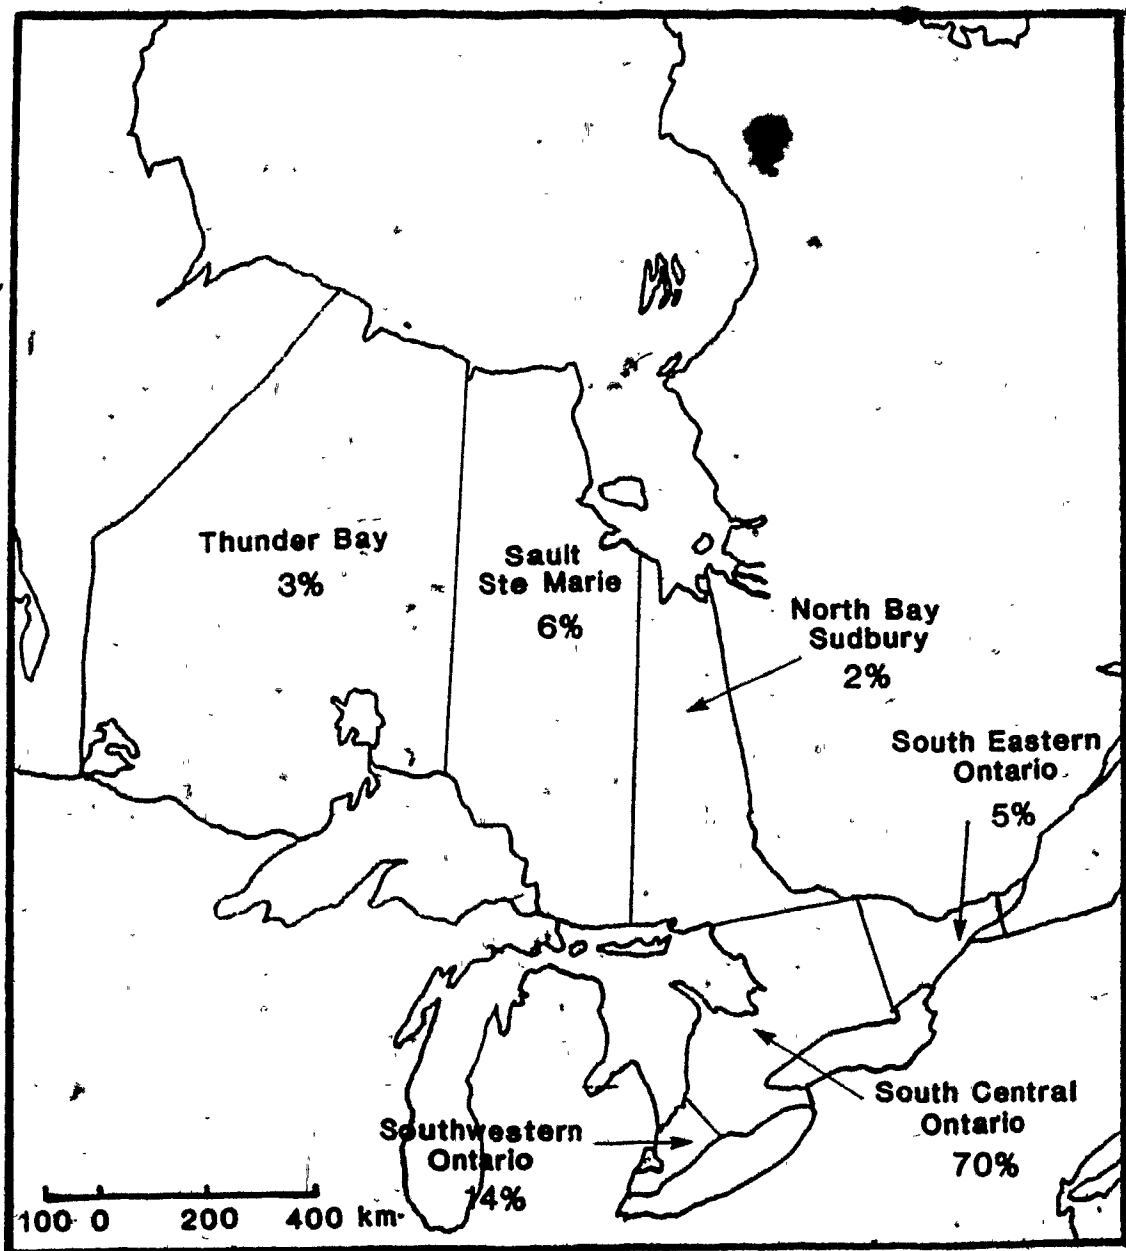 Thunder Bay
3%
Sault
Ste Marie
6%
North Bay
Sudbury
2%
South Eastern
Ontario
5%
South Central
Ontario
70%
Southwestern
Ontario
14%
100 0 200 400 km.